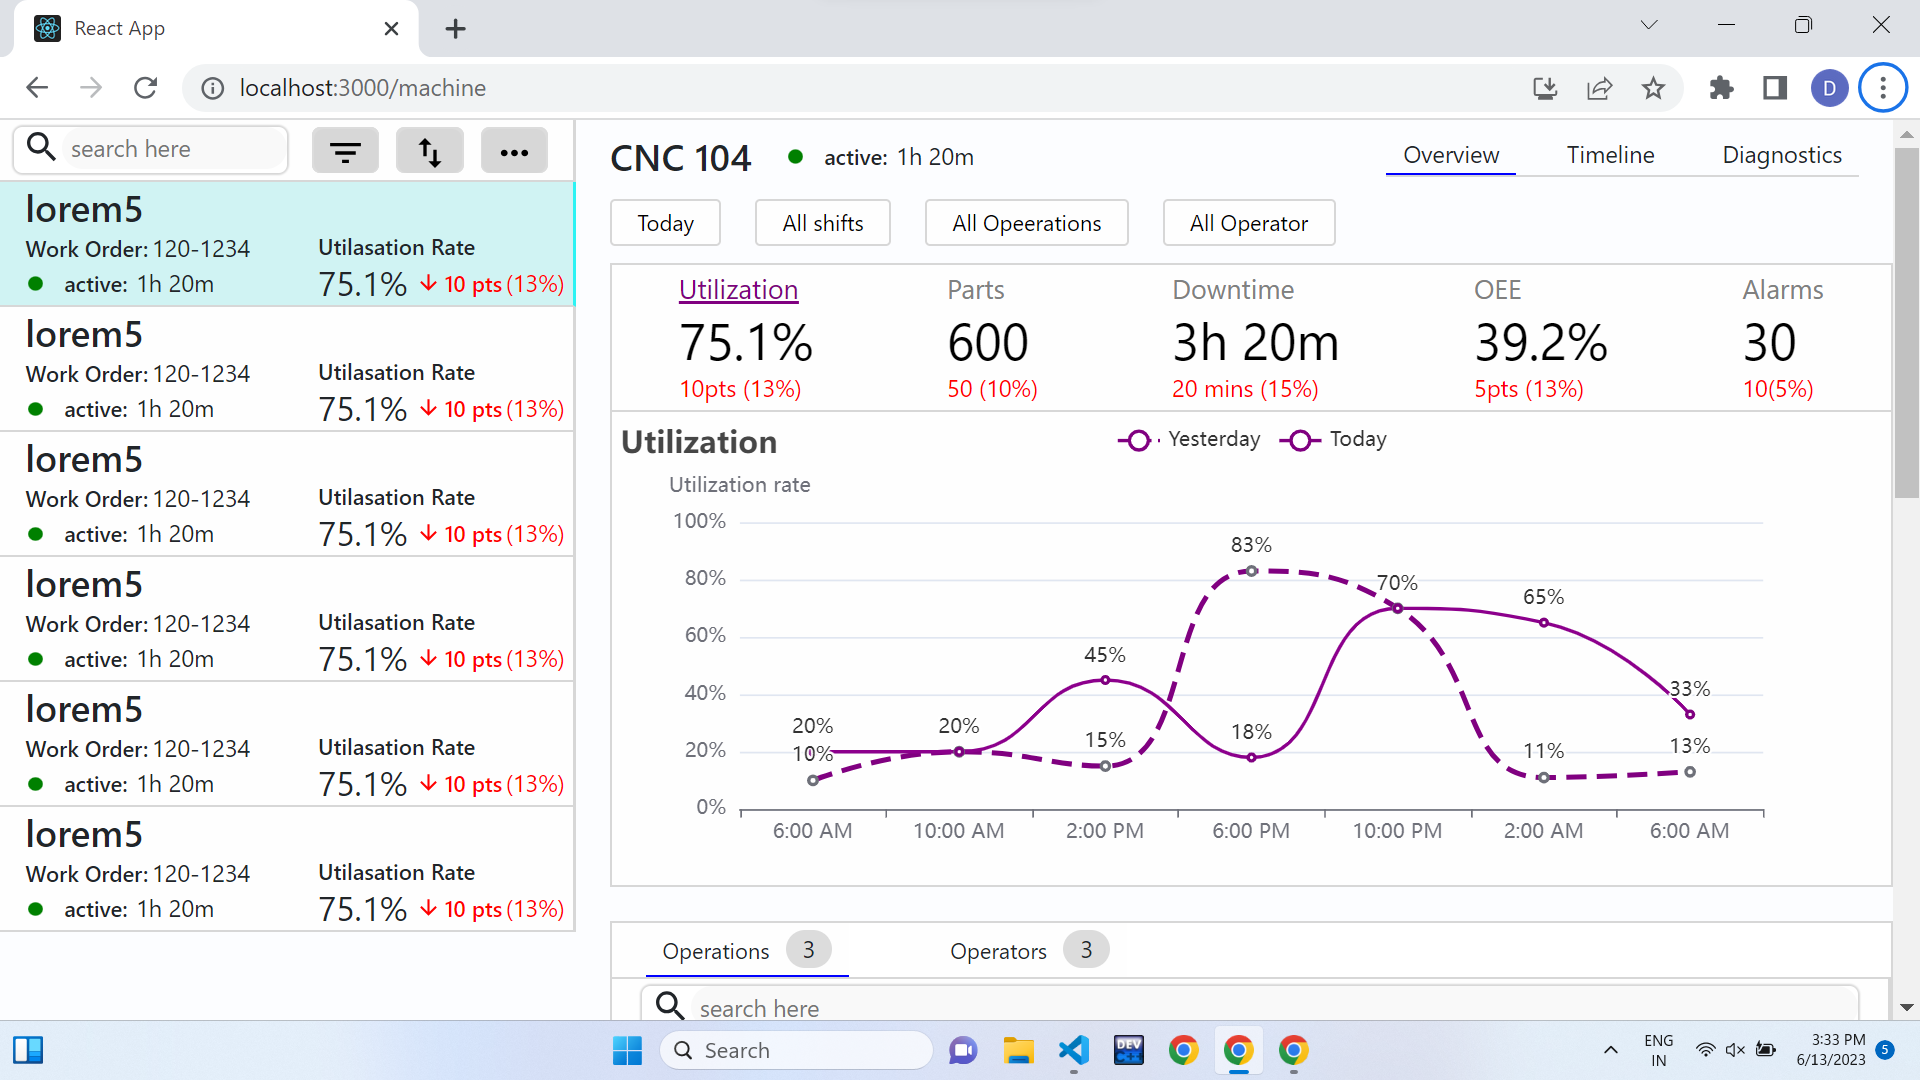 React App
localhost:3000/machine
D
search here
lorem5
Work Order: 120-1234
active: 1h 20m
Utilasation Rate
75.1% ↓ 10 pts (13%)
lorem5
Work Order: 120-1234
active: 1h 20m
Utilasation Rate
75.1% ↓ 10 pts (13%)
lorem5
Work Order: 120-1234
active: 1h 20m
Utilasation Rate
75.1% ↓ 10 pts (13%)
lorem5
Work Order: 120-1234
active: 1h 20m
Utilasation Rate
75.1% ↓ 10 pts (13%)
lorem5
Work Order: 120-1234
active: 1h 20m
Utilasation Rate
75.1% ↓ 10 pts (13%)
lorem5
Work Order: 120-1234
active: 1h 20m
Utilasation Rate
75.1% ↓ 10 pts (13%)
CNC 104 active: 1h 20m
Overview Timeline Diagnostics
Today All shifts All Opeerations All Operator
Utilization Parts Downtime OEE Alarms
75.1% 600 3h 20m 39.2% 30
10pts (13%) 50 (10%) 20 mins (15%) 5pts (13%) 10(5%)
Utilization
Yesterday Today
Utilization rate
100%
80%
60%
40%
20%
0%
83%
70%
65%
45%
33%
20% 20% 15% 18% 11% 13%
10%
6:00 AM 10:00 AM 2:00 PM 6:00 PM 10:00 PM 2:00 AM 6:00 AM
Operations 3 Operators 3
search here
Search
DEV
C++
ENG
IN
3:33 PM
6/13/2023
5